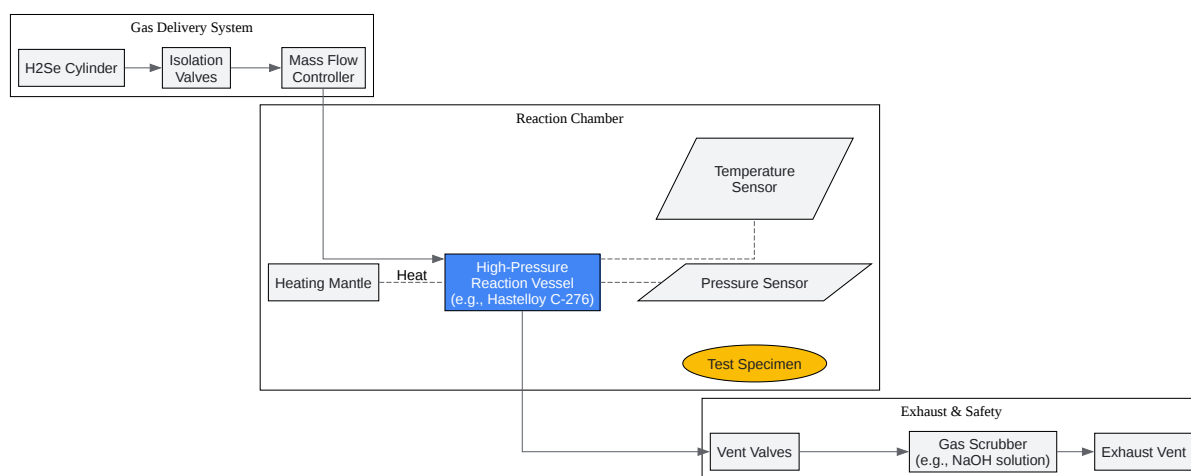 Gas Delivery System
H2Se Cylinder
Isolation
Valves
Mass Flow
Controller
Reaction Chamber
Temperature
Sensor
Heating Mantle
Heat
High-Pressure
Reaction Vessel
(e.g., Hastelloy C-276)
Pressure Sensor
Test Specimen
Exhaust & Safety
Vent Valves
Gas Scrubber
(e.g., NaOH solution)
Exhaust Vent